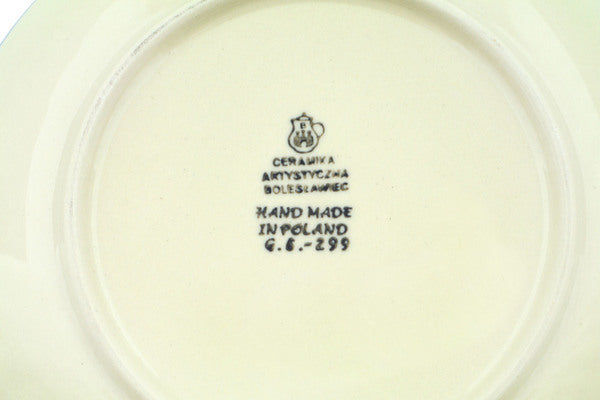 B
CERAMIKA
ARTYSTYCZNA
BOLESŁAWIEC
HAND MADE
IN POLAND
G.E.-299